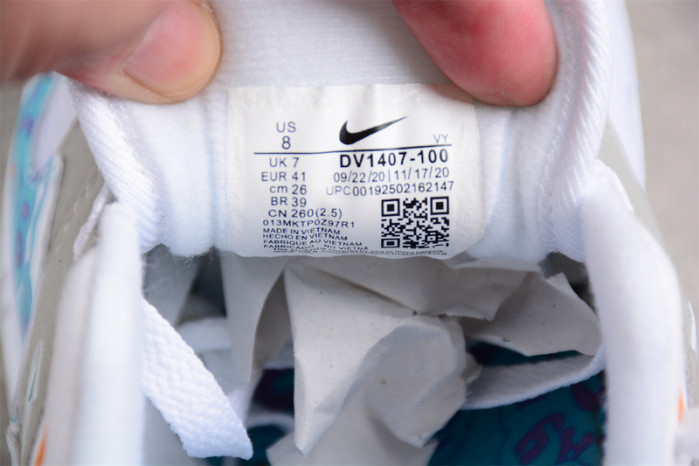 US
8
VY
UK 7
DV1407-100
EUR 41
09/22/20|11/17/20
cm 26
UPC00192502162147
BR 39
CN 260(2.5)
013MKTP0Z97R1
MADE IN VIETNAM
HECHO EN VIETNAM
FABRIQUE AU VIETNAM